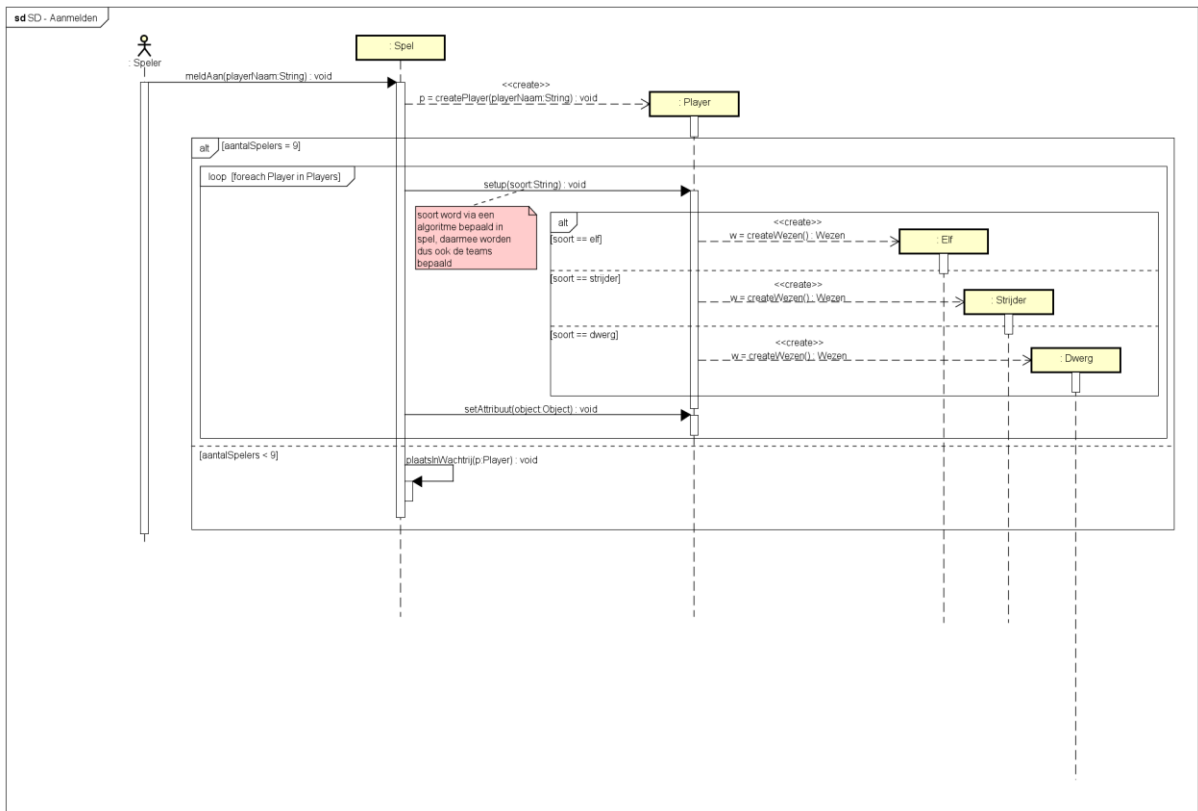 sd SD - Aanmelden
: Speler
: Spel
meldAan(playerNaam:String) : void
<<create>>
p = createPlayer(playerNaam:String) : void
: Player
alt
[aantalSpelers = 9]
loop [foreach Player in Players]
setup(soort:String) : void
soort word via een
algoritme bepaald in
spel, daarmee worden
dus ook de teams
bepaald
alt
[soort == elf]
<<create>>
w = createWezen() : Wezen
: Elf
[soort == strijder]
<<create>>
w = createWezen() : Wezen
: Strijder
[soort == dwerg]
<<create>>
w = createWezen() : Wezen
: Dwerg
setAttribuut(object:Object) : void
[aantalSpelers < 9]
plaatsInWachtrij(p:Player) : void